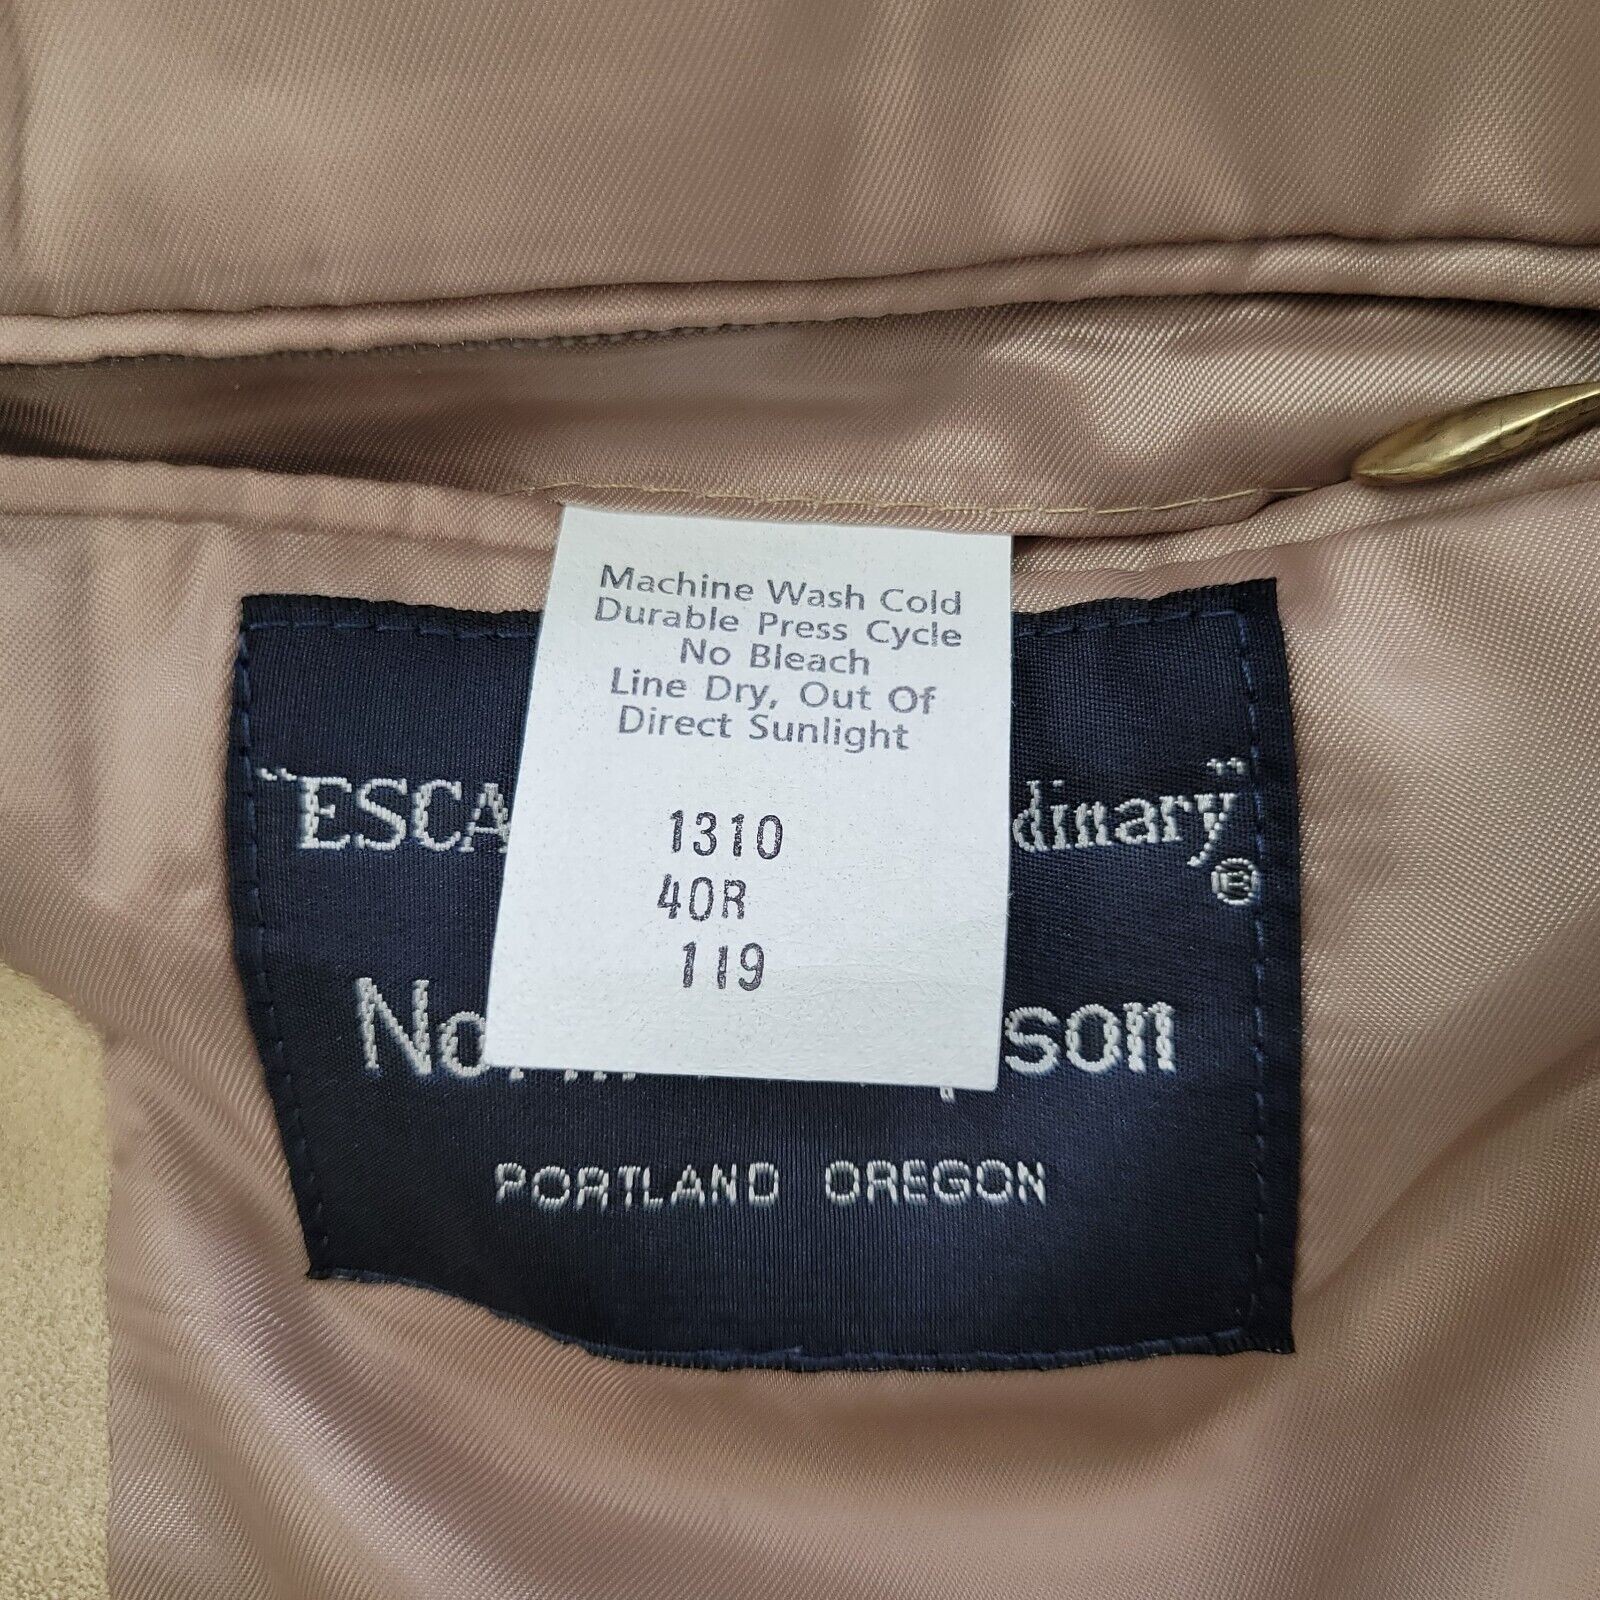 Machine Wash Cold
Durable Press Cycle
No Bleach
Line Dry, Out Of
Direct Sunlight
1310
40R
119
"ESCA dinary"
®
No son
PORTLAND OREGON